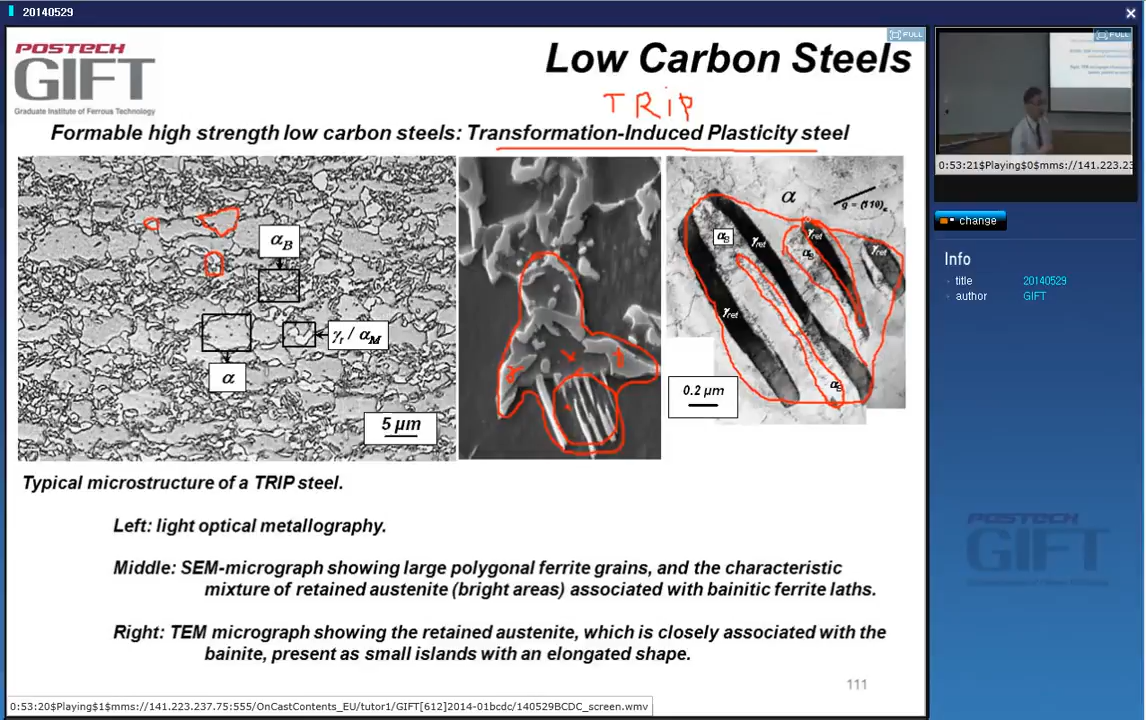 20140529
FULL
POSTECH
GIFT
Graduate Institute of Ferrous Technology
Low Carbon Steels
TRiP
Formable high strength low carbon steels: Transformation-Induced Plasticity steel
αB
γr / αM
α
5 μm
α
αB
γret
γret
αB
γret
γret
αB
0.2 μm
Typical microstructure of a TRIP steel.
Left: light optical metallography.
Middle: SEM-micrograph showing large polygonal ferrite grains, and the characteristic
mixture of retained austenite (bright areas) associated with bainitic ferrite laths.
Right: TEM micrograph showing the retained austenite, which is closely associated with the
bainite, present as small islands with an elongated shape.
111
0:53:20$Playing$1$mms://141.223.237.75:555/OnCastContents_EU/tutor1/GIFT[612]2014-01bcdc/140529BCDC_screen.wmv
FULL
0:53:21$Playing$0$mms://141.223.23
change
Info
title 20140529
author GIFT
POSTECH
GIFT